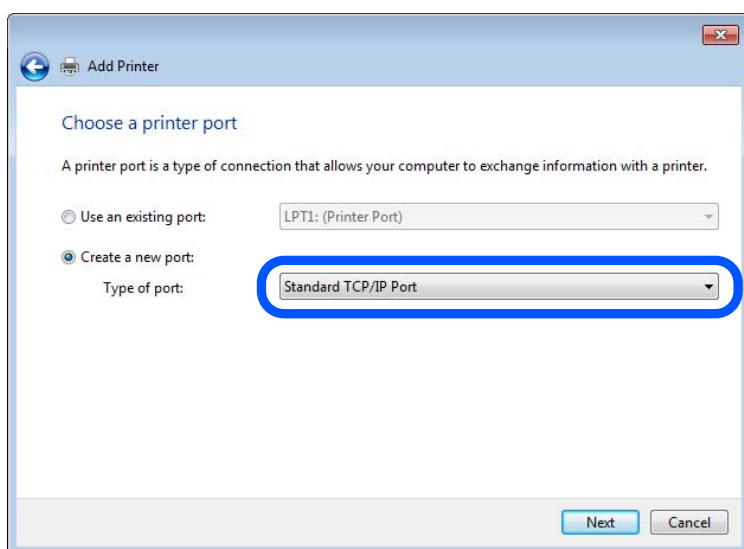 Add Printer
Choose a printer port
A printer port is a type of connection that allows your computer to exchange information with a printer.
Use an existing port: LPT1: (Printer Port)
Create a new port:
Type of port: Standard TCP/IP Port
Next Cancel